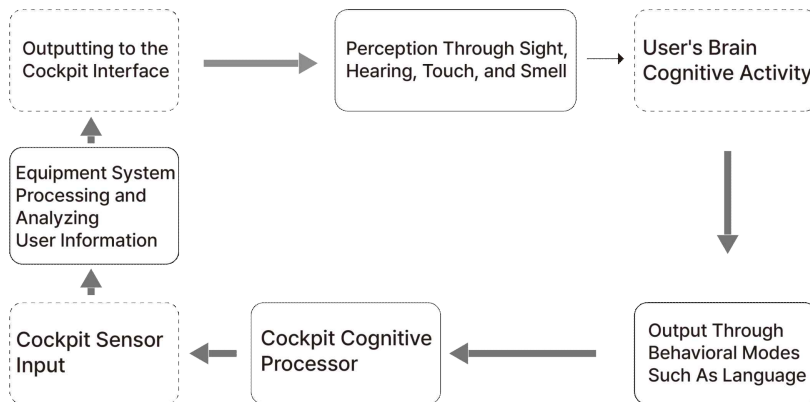 Outputting to the
Cockpit Interface
Perception Through Sight,
Hearing, Touch, and Smell
User's Brain
Cognitive Activity
Equipment System
Processing and
Analyzing
User Information
Cockpit Sensor
Input
Cockpit Cognitive
Processor
Output Through
Behavioral Modes
Such As Language